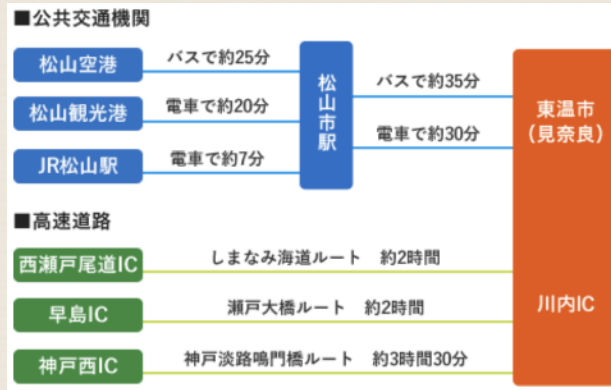 ■公共交通機関
松山空港
バスで約25分
松山観光港
電車で約20分
JR松山駅
電車で約7分
松山市駅
バスで約35分
電車で約30分
東温市
(見奈良)
■高速道路
西瀬戸尾道IC
しまなみ海道ルート 約2時間
早島IC
瀬戸大橋ルート 約2時間
神戸西IC
神戸淡路鳴門橋ルート 約3時間30分
川内IC